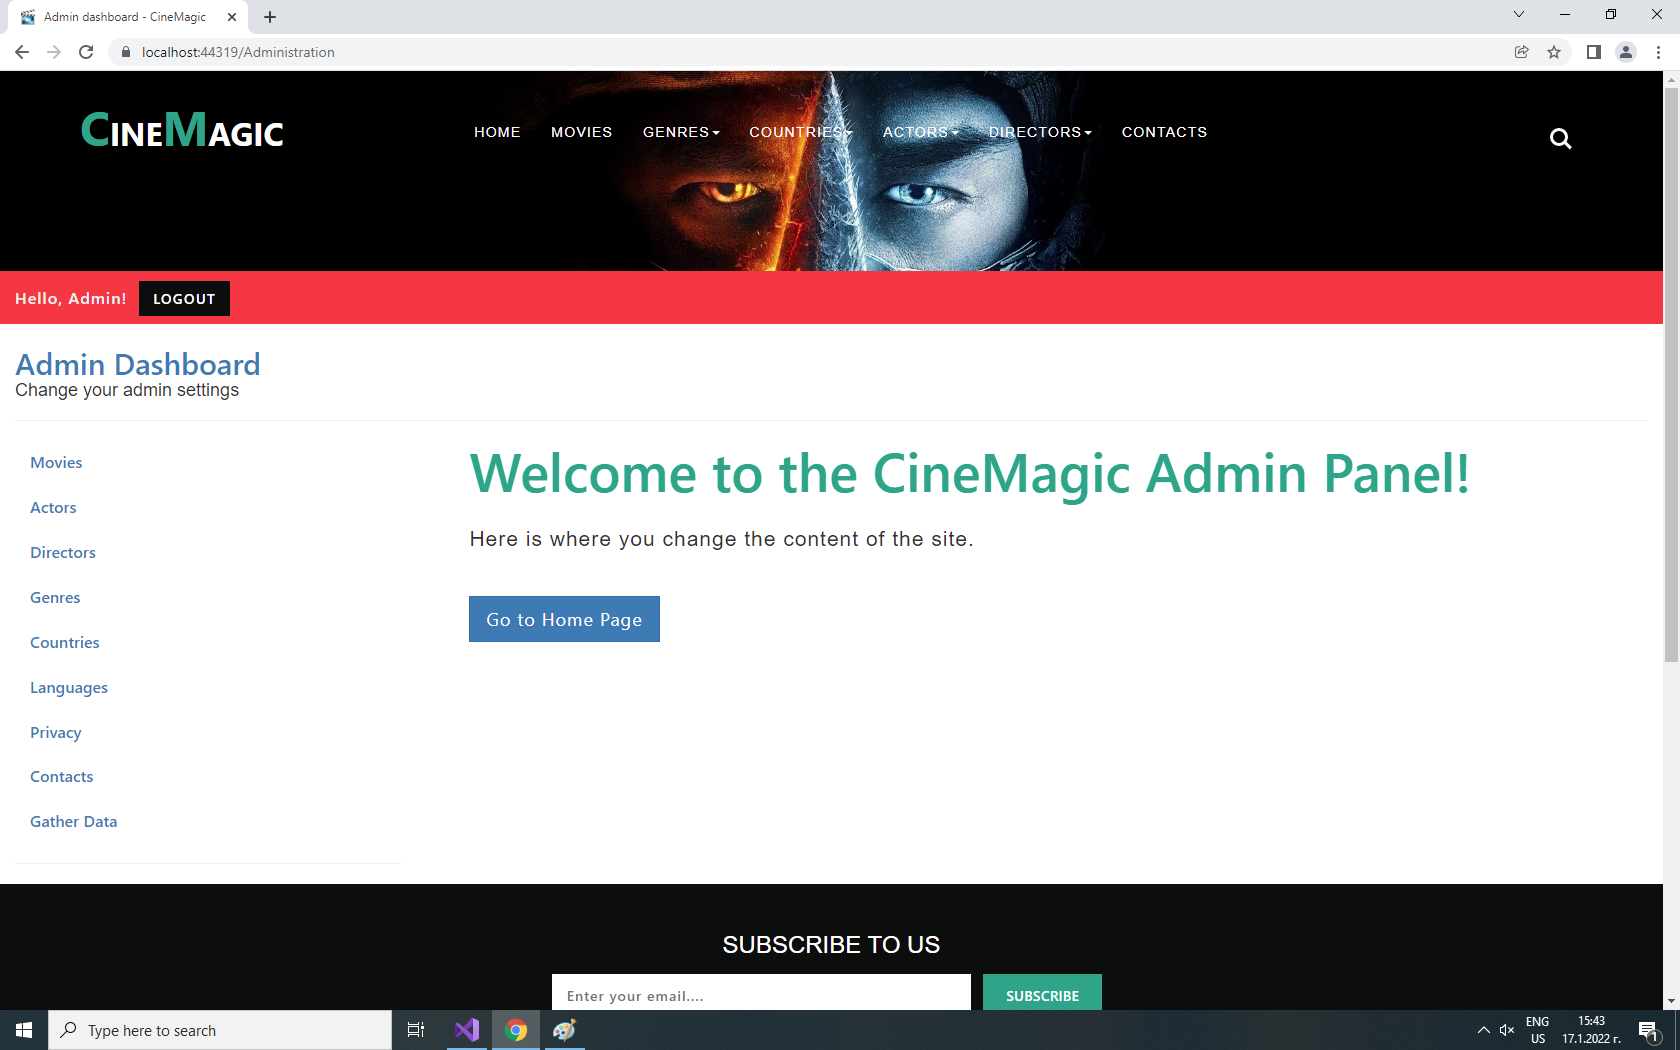 Admin dashboard - CineMagic
localhost:44319/Administration
CINEMAGIC
HOME MOVIES GENRES COUNTRIES ACTORS DIRECTORS CONTACTS
Hello, Admin! LOGOUT
Admin Dashboard
Change your admin settings
Movies
Actors
Directors
Genres
Countries
Languages
Privacy
Contacts
Gather Data
Welcome to the CineMagic Admin Panel!
Here is where you change the content of the site.
Go to Home Page
SUBSCRIBE TO US
Enter your email.... SUBSCRIBE
Type here to search
ENG
US
15:43
17.1.2022 г.
1